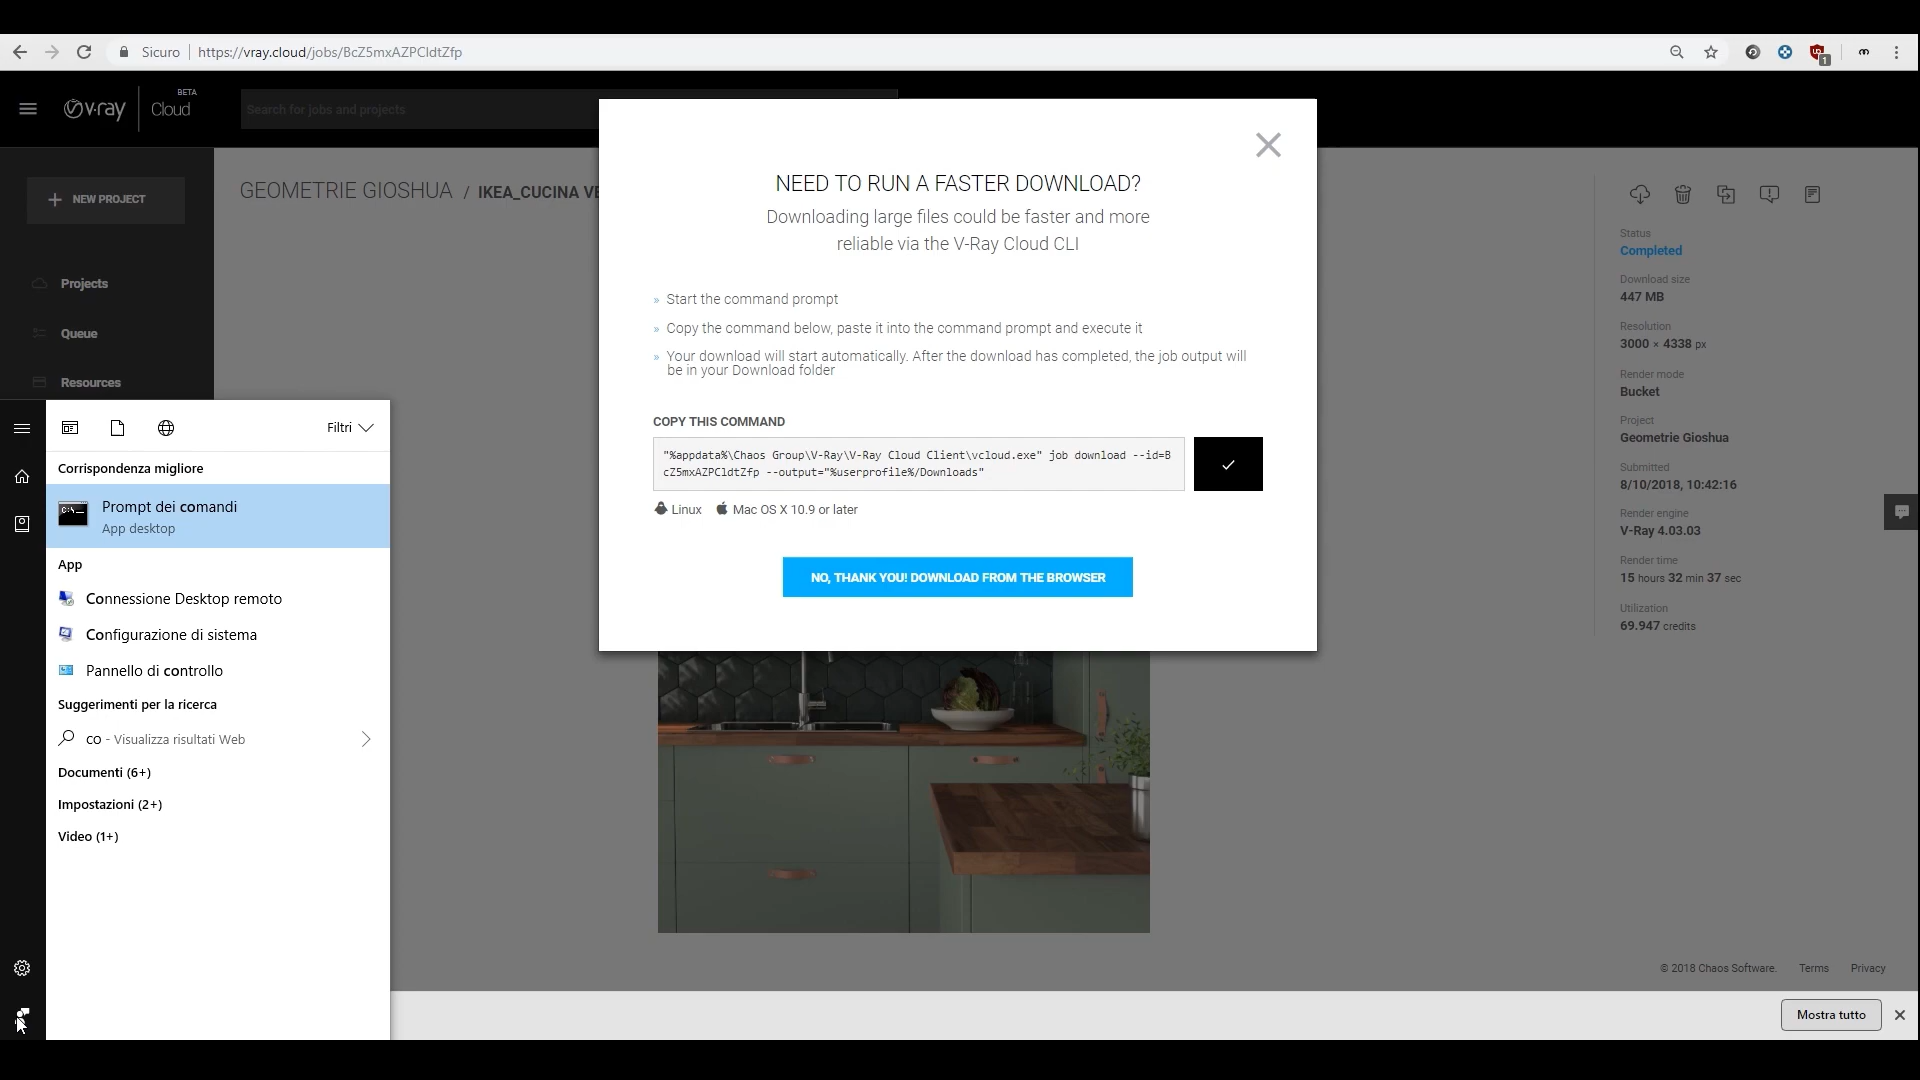 Sicuro
https://vray.cloud/jobs/BcZ5mxAZPCldtZfp
1
v·ray
Cloud
BETA
Search for jobs and projects
NEW PROJECT
Projects
Queue
Resources
GEOMETRIE GIOSHUA / IKEA_CUCINA VE
NEED TO RUN A FASTER DOWNLOAD?
Downloading large files could be faster and more
reliable via the V-Ray Cloud CLI
» Start the command prompt
» Copy the command below, paste it into the command prompt and execute it
» Your download will start automatically. After the download has completed, the job output will
be in your Download folder
COPY THIS COMMAND
"%appdata%\Chaos Group\V-Ray\V-Ray Cloud Client\vcloud.exe" job download --id=B
cZ5mxAZPCldtZfp --output="%userprofile%/Downloads"
Linux
Mac OS X 10.9 or later
NO, THANK YOU! DOWNLOAD FROM THE BROWSER
Status
Completed
Download size
447 MB
Resolution
3000 × 4338 px
Render mode
Bucket
Project
Geometrie Gioshua
Submitted
8/10/2018, 10:42:16
Render engine
V-Ray 4.03.03
Render time
15 hours 32 min 37 sec
Utilization
69.947 credits
Filtri
Corrispondenza migliore
Prompt dei comandi
App desktop
App
Connessione Desktop remoto
Configurazione di sistema
Pannello di controllo
Suggerimenti per la ricerca
co - Visualizza risultati Web
Documenti (6+)
Impostazioni (2+)
Video (1+)
© 2018 Chaos Software.
Terms
Privacy
Mostra tutto